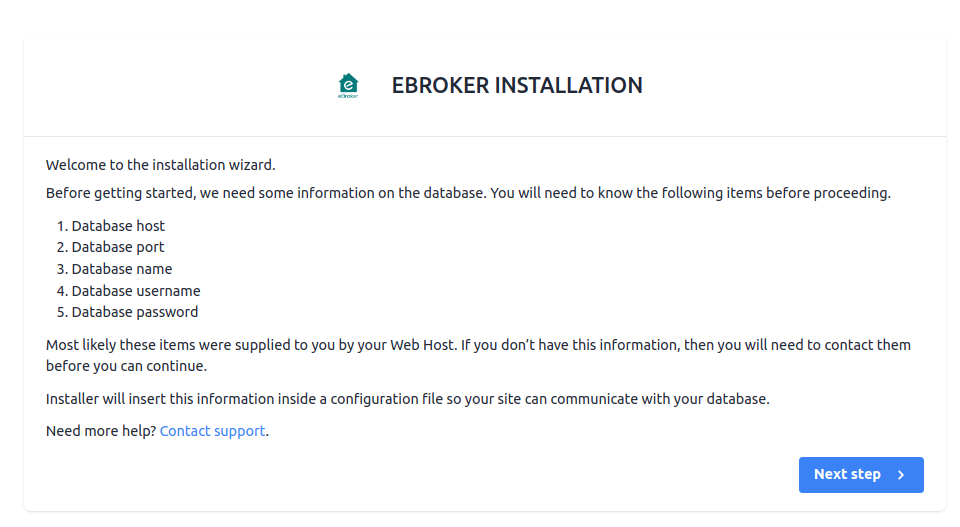 eBroker
EBROKER INSTALLATION
Welcome to the installation wizard.
Before getting started, we need some information on the database. You will need to know the following items before proceeding.
1. Database host
2. Database port
3. Database name
4. Database username
5. Database password
Most likely these items were supplied to you by your Web Host. If you don’t have this information, then you will need to contact them
before you can continue.
Installer will insert this information inside a configuration file so your site can communicate with your database.
Need more help? Contact support.
Next step